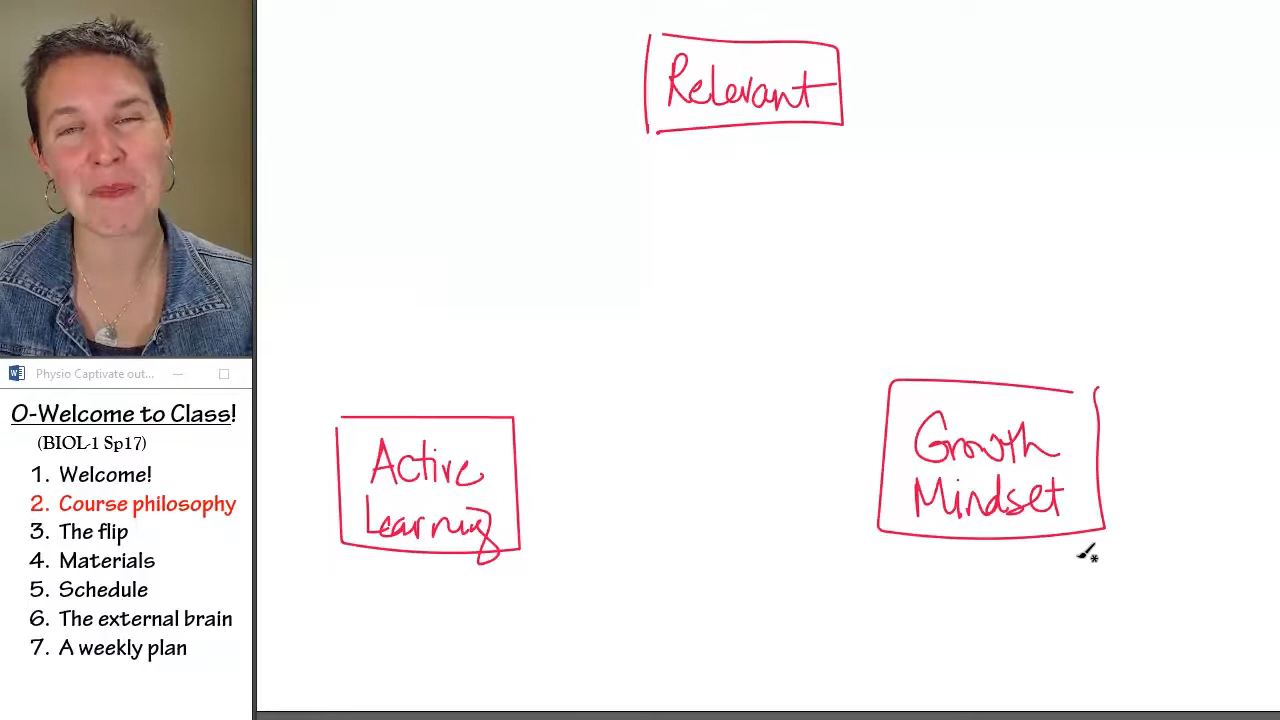 Relevant
Active
Learning
Growth
Mindset
Physio Captivate out...
O-Welcome to Class!
(BIOL-1 Sp17)
1. Welcome!
2. Course philosophy
3. The flip
4. Materials
5. Schedule
6. The external brain
7. A weekly plan